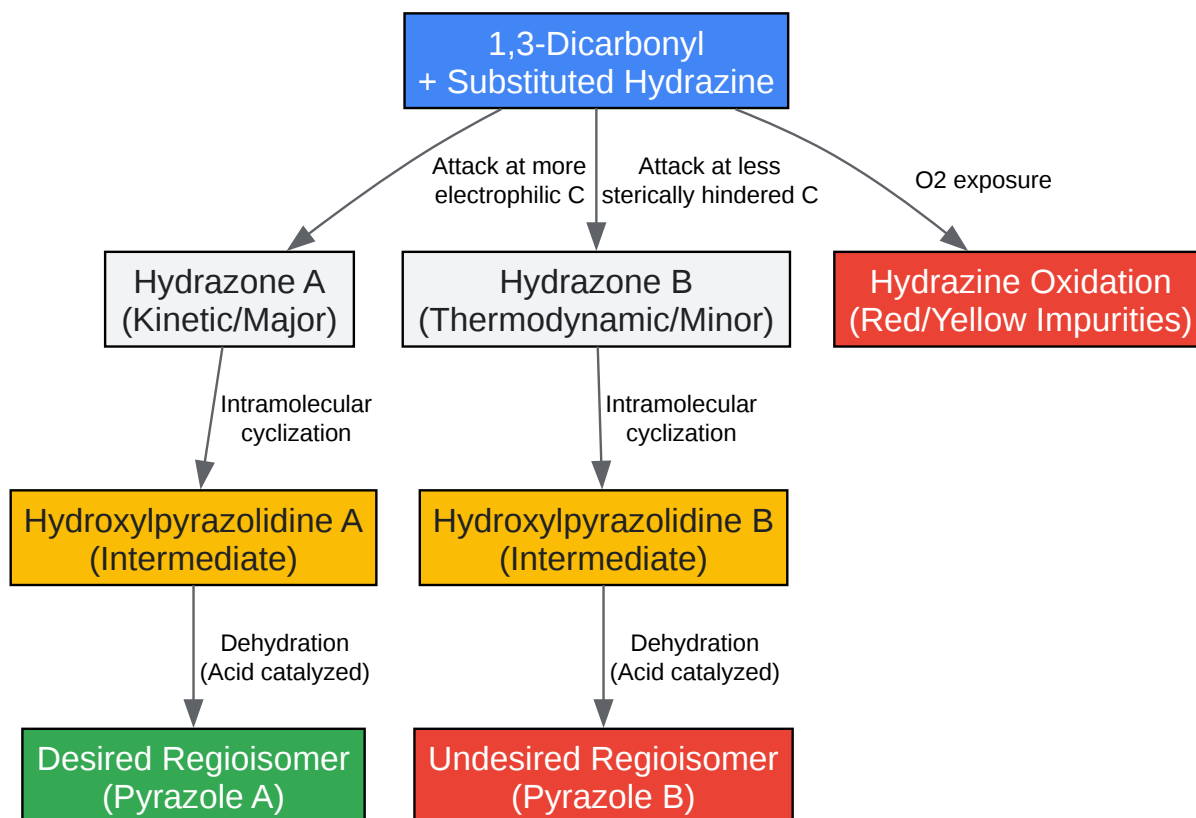 1,3-Dicarbonyl
+ Substituted Hydrazine
Attack at more
electrophilic C
Attack at less
sterically hindered C
O2 exposure
Hydrazone A
(Kinetic/Major)
Hydrazone B
(Thermodynamic/Minor)
Hydrazine Oxidation
(Red/Yellow Impurities)
Intramolecular
cyclization
Intramolecular
cyclization
Hydroxylpyrazolidine A
(Intermediate)
Hydroxylpyrazolidine B
(Intermediate)
Dehydration
(Acid catalyzed)
Dehydration
(Acid catalyzed)
Desired Regioisomer
(Pyrazole A)
Undesired Regioisomer
(Pyrazole B)